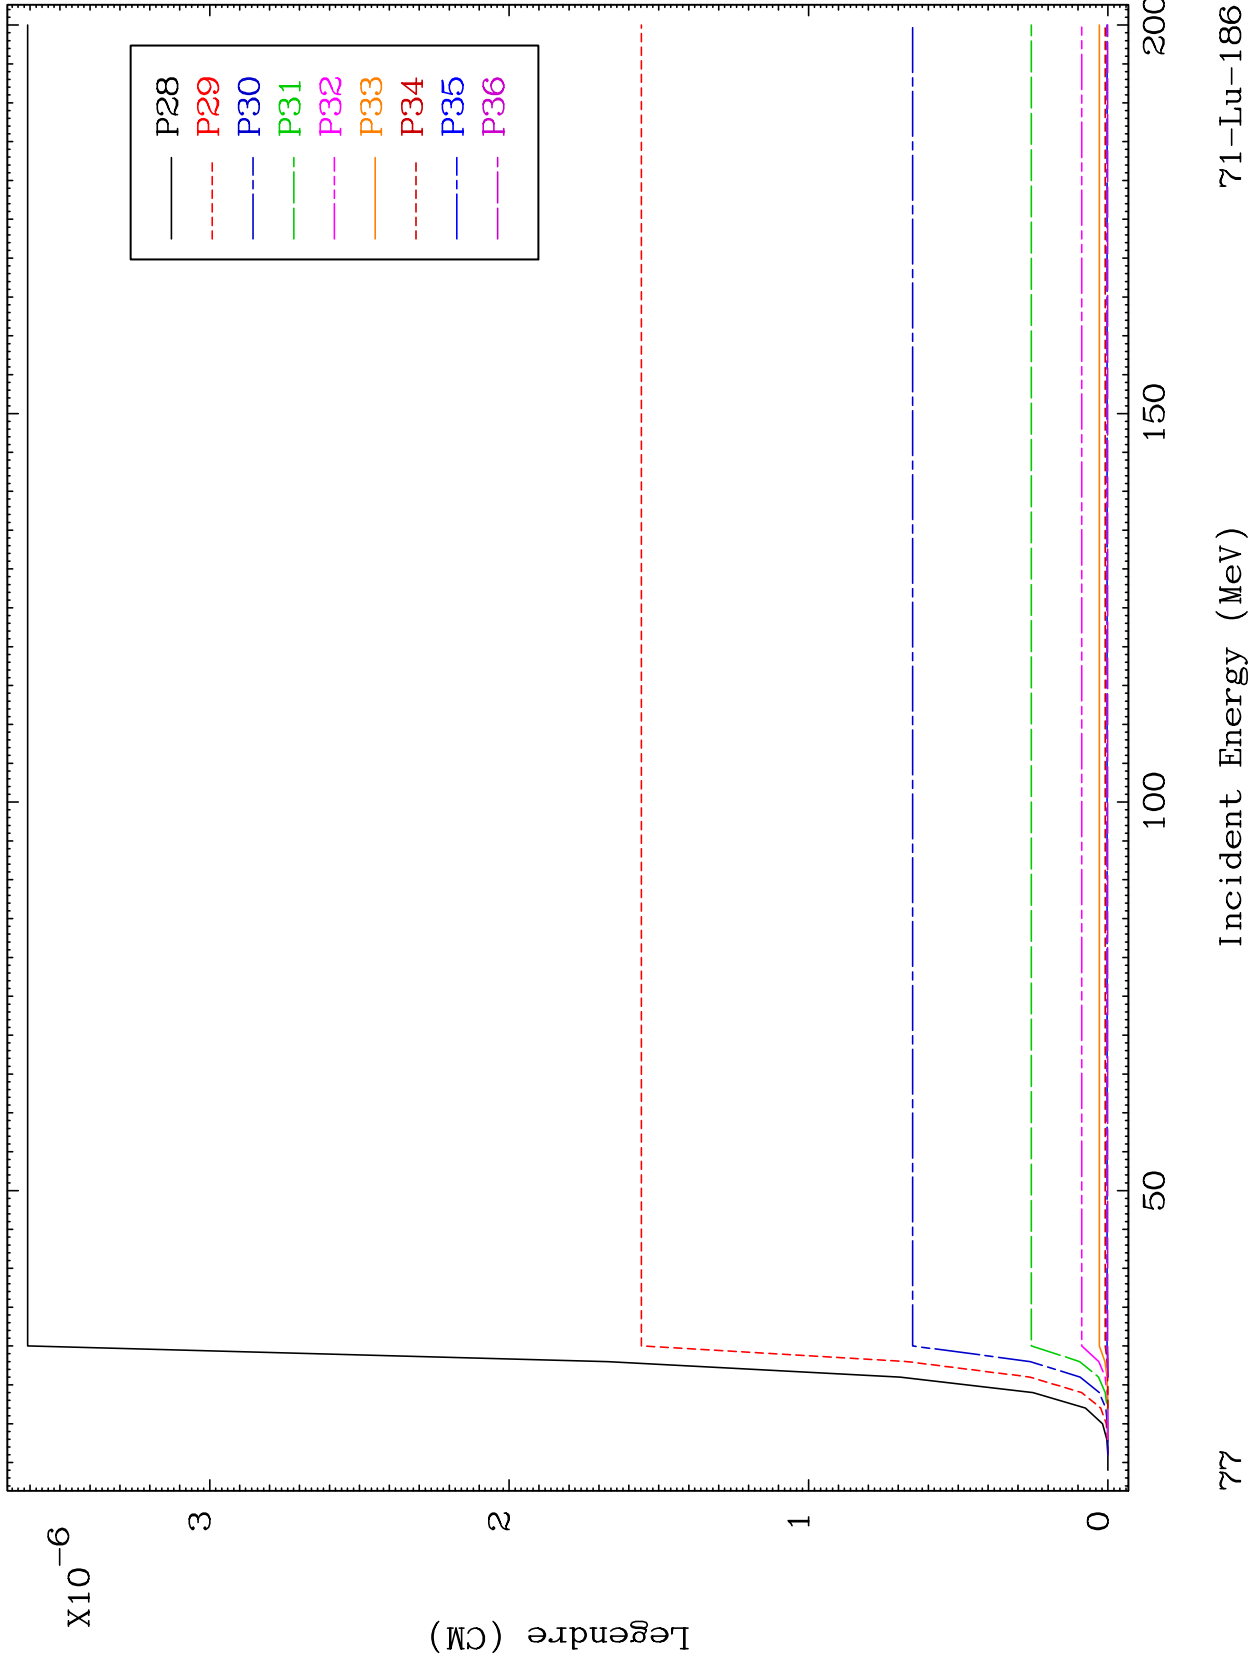 X10-6
Legendre (CM)
3
2
1
0
P28
P29
P30
P31
P32
P33
P34
P35
P36
50
100
150
200
Incident Energy (MeV)
77
71-Lu-186